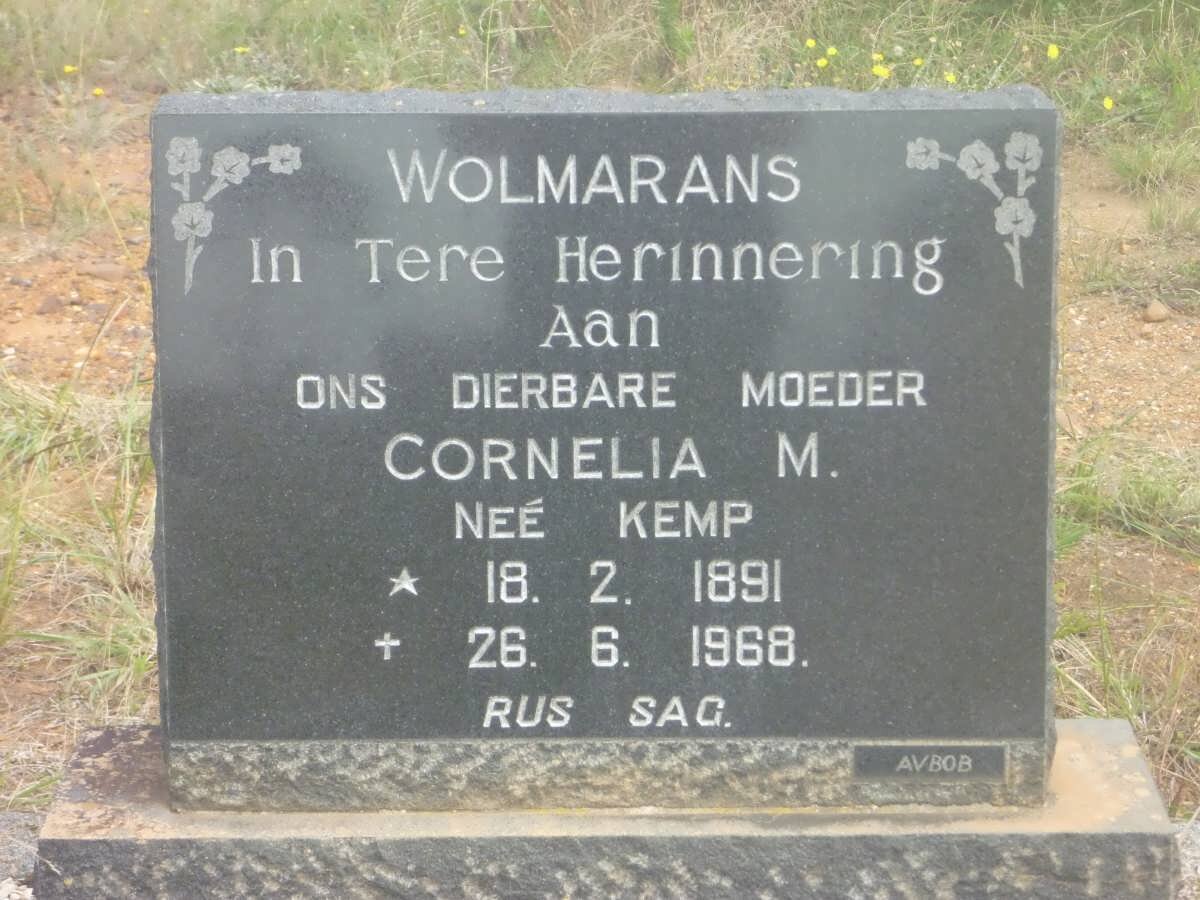 WOLMARANS
In Tere Herinnering
Aan
ONS DIERBARE MOEDER
CORNELIA M.
NEÉ KEMP
★ 18. 2. 1891
✝ 26. 6. 1968.
RUS SAG.
AVBOB